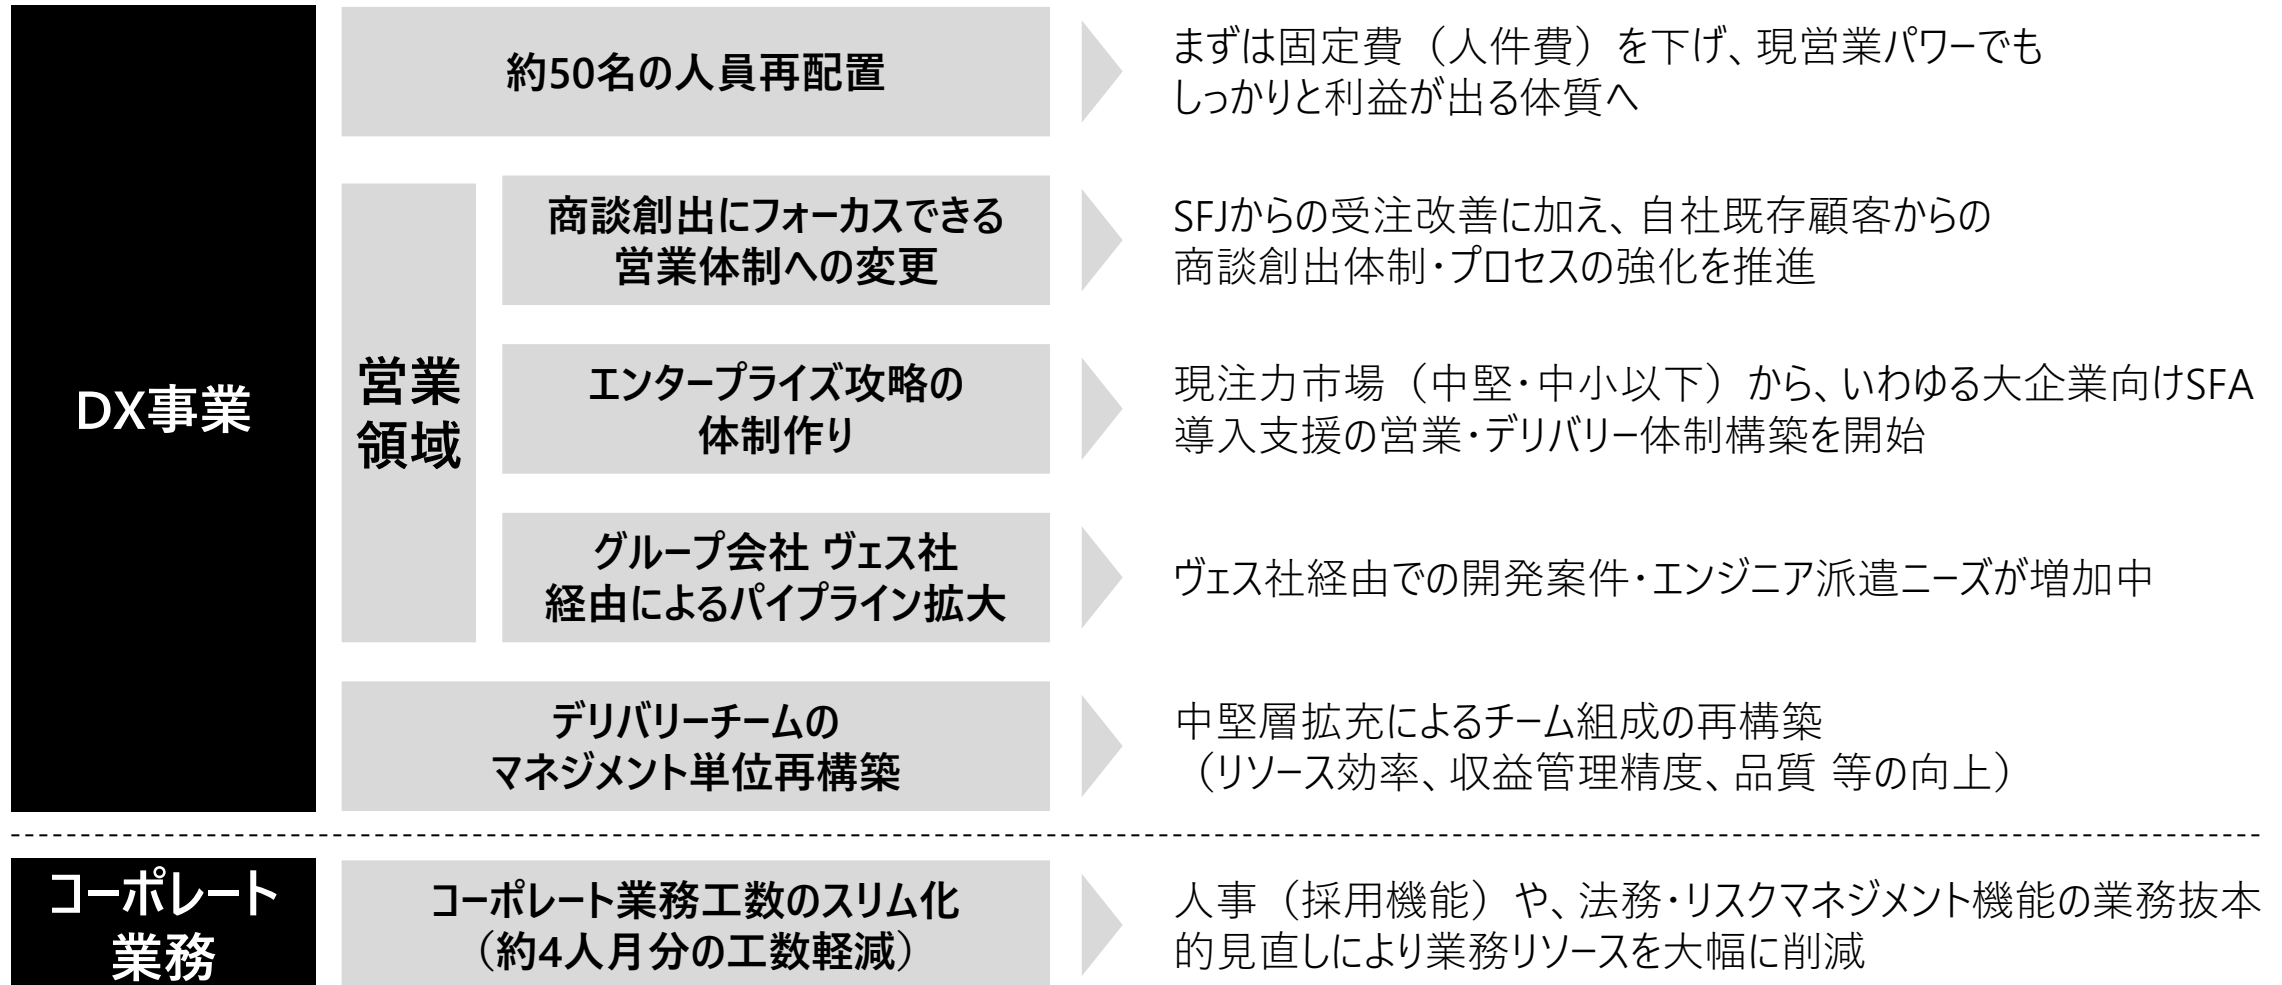 DX事業
約50名の人員再配置
まずは固定費（人件費）を下げ、現営業パワーでも
しっかりと利益が出る体質へ
営業
領域
商談創出にフォーカスできる
営業体制への変更
SFJからの受注改善に加え、自社既存顧客からの
商談創出体制・プロセスの強化を推進
エンタープライズ攻略の
体制作り
現注力市場（中堅・中小以下）から、いわゆる大企業向けSFA
導入支援の営業・デリバリー体制構築を開始
グループ会社 ヴェス社
経由によるパイプライン拡大
ヴェス社経由での開発案件・エンジニア派遣ニーズが増加中
デリバリーチームの
マネジメント単位再構築
中堅層拡充によるチーム組成の再構築
（リソース効率、収益管理精度、品質 等の向上）
コーポレート
業務
コーポレート業務工数のスリム化
（約4人月分の工数軽減）
人事（採用機能）や、法務・リスクマネジメント機能の業務抜本
的見直しにより業務リソースを大幅に削減